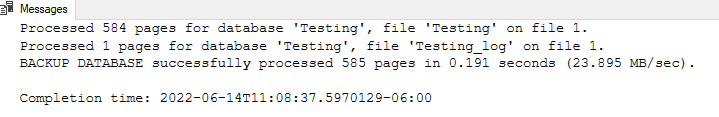 Messages
Processed 584 pages for database 'Testing', file 'Testing' on file 1.
Processed 1 pages for database 'Testing', file 'Testing_log' on file 1.
BACKUP DATABASE successfully processed 585 pages in 0.191 seconds (23.895 MB/sec).
Completion time: 2022-06-14T11:08:37.5970129-06:00